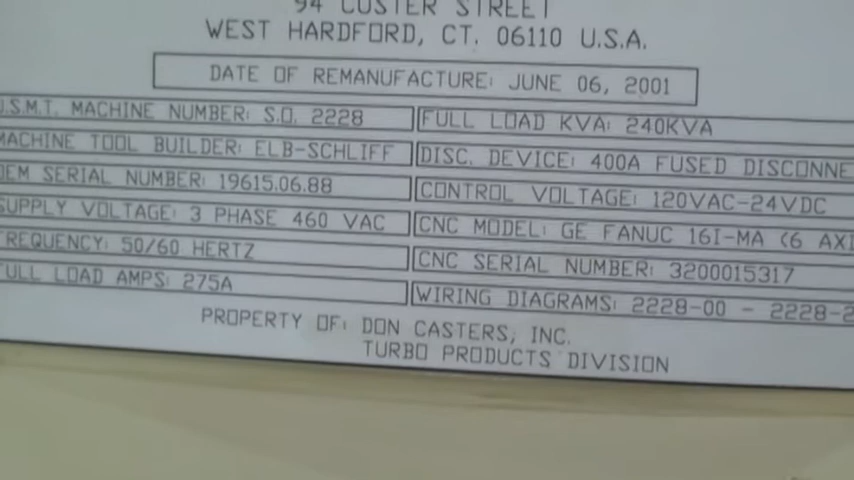 94 CUSTER STREET
WEST HARDFORD, CT. 06110 U.S.A.
DATE OF REMANUFACTURE: JUNE 06, 2001
U.S.M.T. MACHINE NUMBER: S.O. 2228
FULL LOAD KVA: 240KVA
MACHINE TOOL BUILDER: ELB-SCHLIFF
DISC. DEVICE: 400A FUSED DISCONNE
OEM SERIAL NUMBER: 19615.06.88
CONTROL VOLTAGE: 120VAC-24VDC
SUPPLY VOLTAGE: 3 PHASE 460 VAC
CNC MODEL: GE FANUC 16I-MA (6 AXI
FREQUENCY: 50/60 HERTZ
CNC SERIAL NUMBER: 3200015317
FULL LOAD AMPS: 275A
WIRING DIAGRAMS: 2228-00 - 2228-2
PROPERTY OF: DON CASTERS, INC.
TURBO PRODUCTS DIVISION